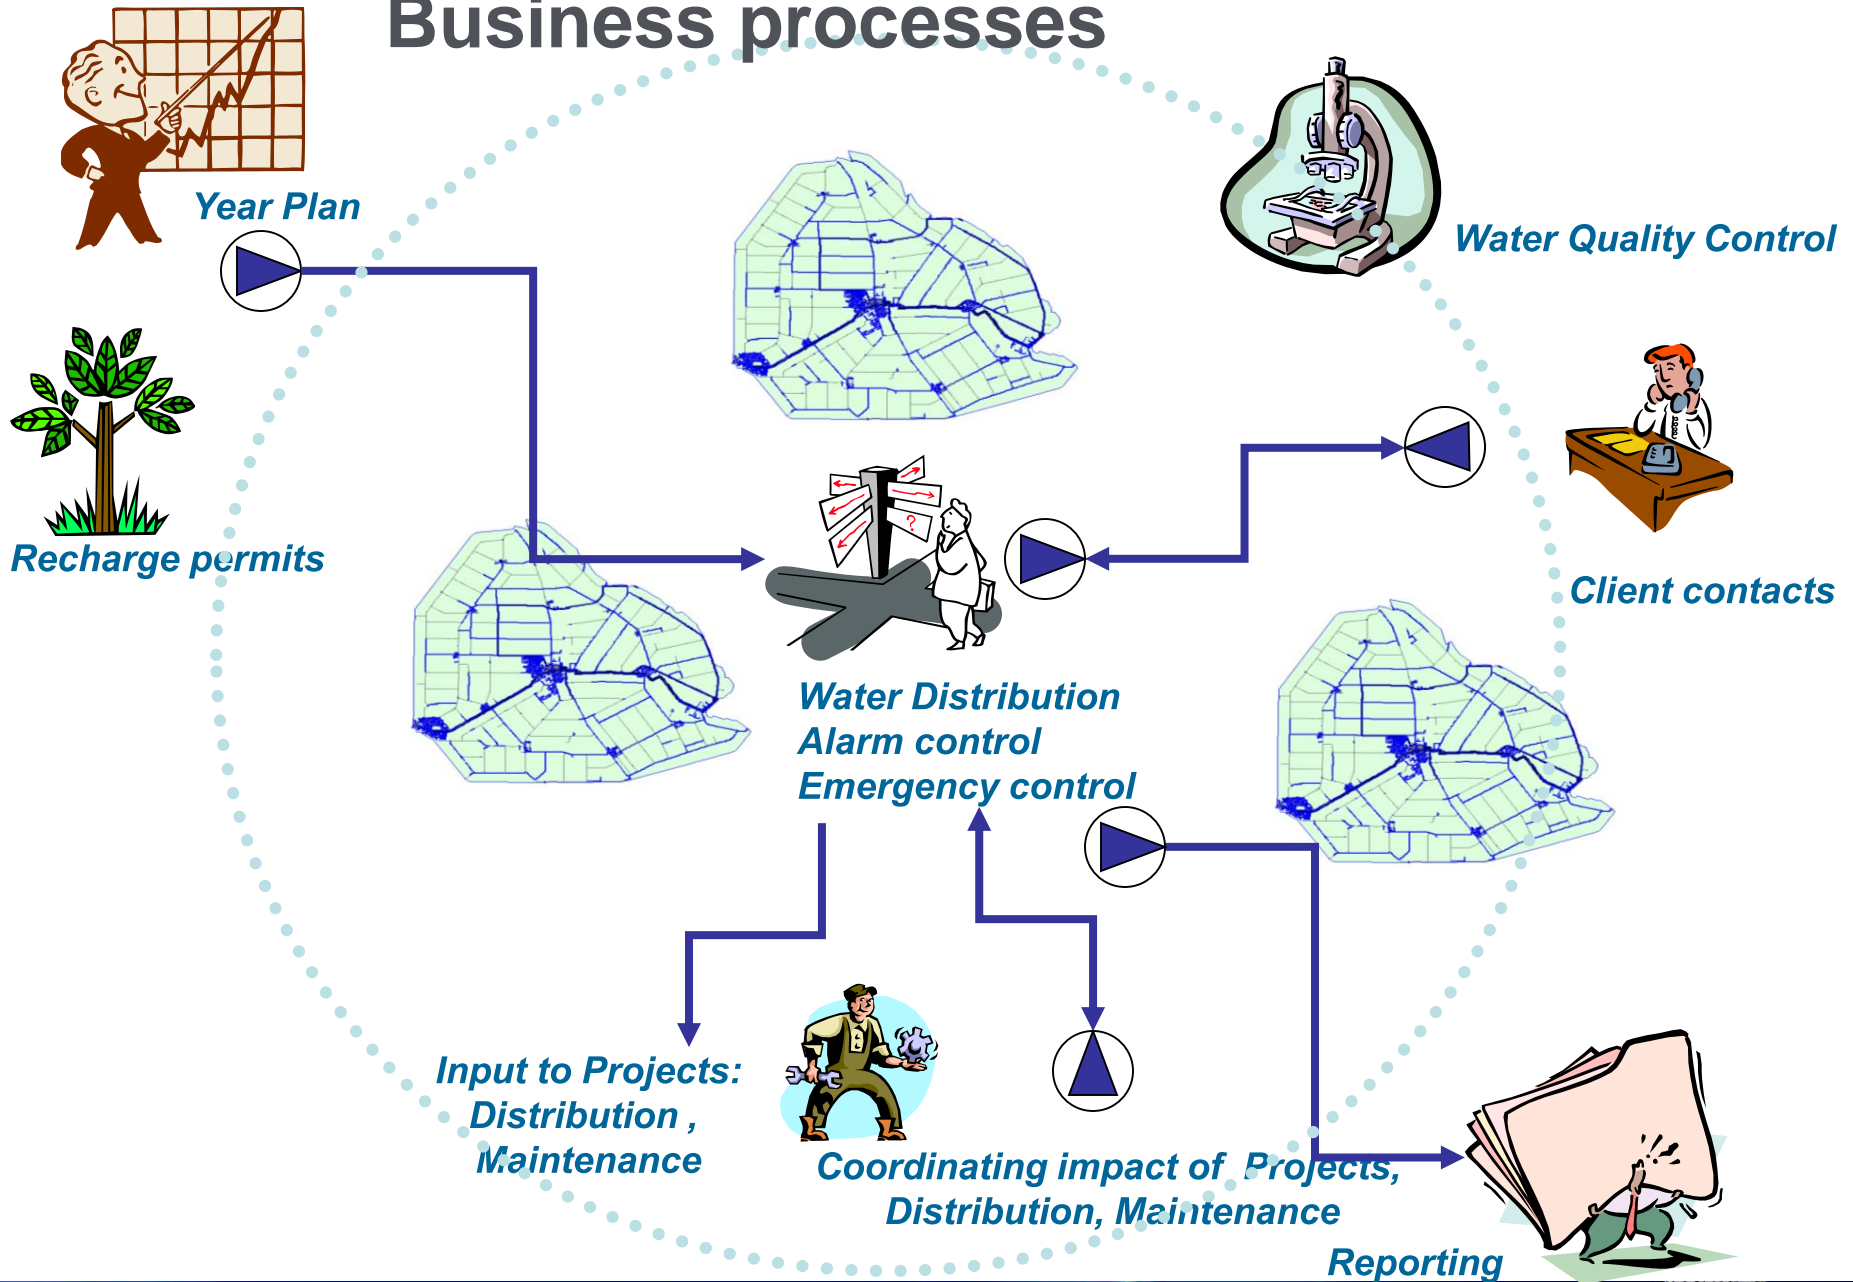 Business processes
Year Plan
Water Quality Control
Recharge permits
?
Client contacts
Water Distribution
Alarm control
Emergency control
Input to Projects:
Distribution ,
Maintenance
Coordinating impact of Projects,
Distribution, Maintenance
Reporting